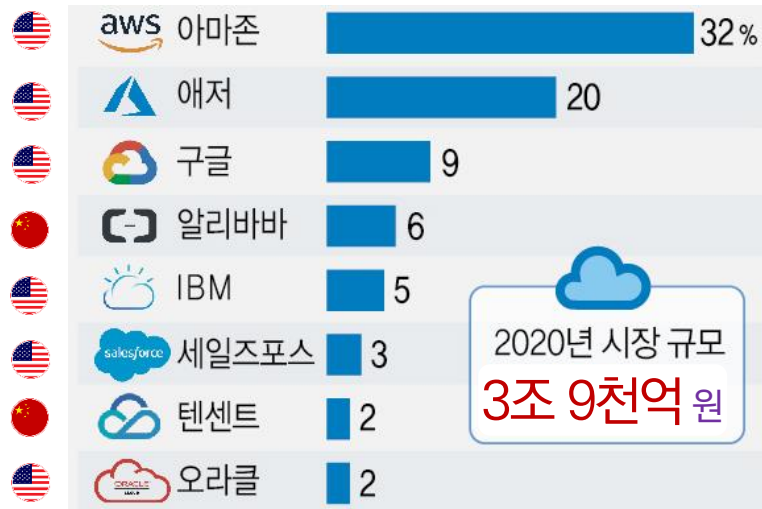 aws 아마존 32%
애저 20
구글 9
알리바바 6
IBM 5
salesforce 세일즈포스 3
텐센트 2
ORACLE 오라클 2
2020년 시장 규모
3조 9천억 원